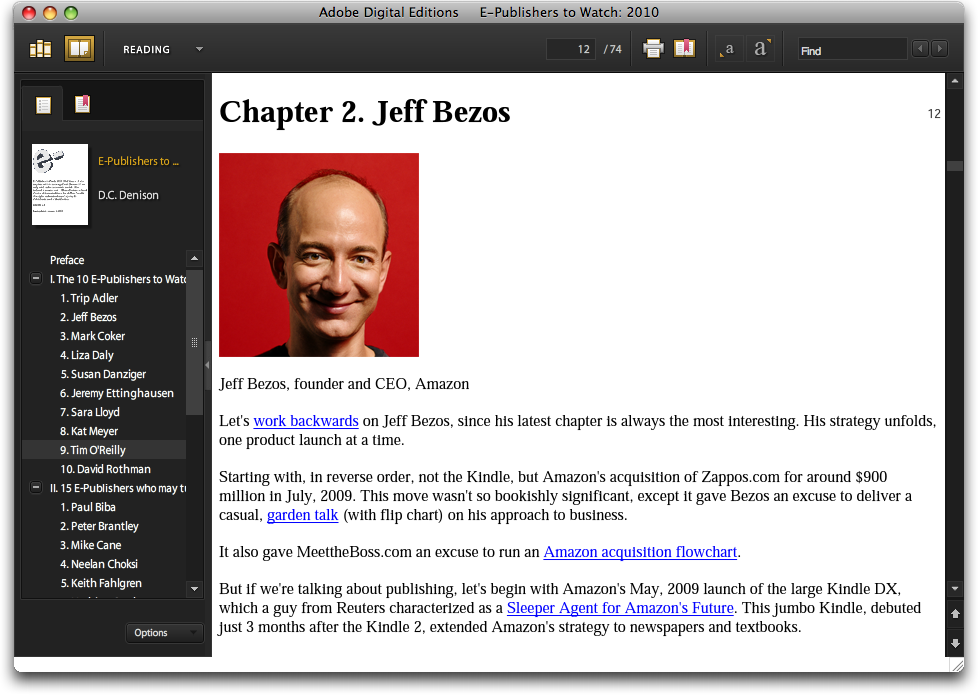 Adobe Digital Editions E-Publishers to Watch: 2010
READING
12 /74
a
a
Find
E-Publishers to ...
D.C. Denison
Preface
I. The 10 E-Publishers to Watc
1. Trip Adler
2. Jeff Bezos
3. Mark Coker
4. Liza Daly
5. Susan Danziger
6. Jeremy Ettinghausen
7. Sara Lloyd
8. Kat Meyer
9. Tim O'Reilly
10. David Rothman
II. 15 E-Publishers who may tu
1. Paul Biba
2. Peter Brantley
3. Mike Cane
4. Neelan Choksi
5. Keith Fahlgren
Options
Chapter 2. Jeff Bezos
12
Jeff Bezos, founder and CEO, Amazon
Let's work backwards on Jeff Bezos, since his latest chapter is always the most interesting. His strategy unfolds,
one product launch at a time.
Starting with, in reverse order, not the Kindle, but Amazon's acquisition of Zappos.com for around $900
million in July, 2009. This move wasn't so bookishly significant, except it gave Bezos an excuse to deliver a
casual, garden talk (with flip chart) on his approach to business.
It also gave MeettheBoss.com an excuse to run an Amazon acquisition flowchart.
But if we're talking about publishing, let's begin with Amazon's May, 2009 launch of the large Kindle DX,
which a guy from Reuters characterized as a Sleeper Agent for Amazon's Future. This jumbo Kindle, debuted
just 3 months after the Kindle 2, extended Amazon's strategy to newspapers and textbooks.